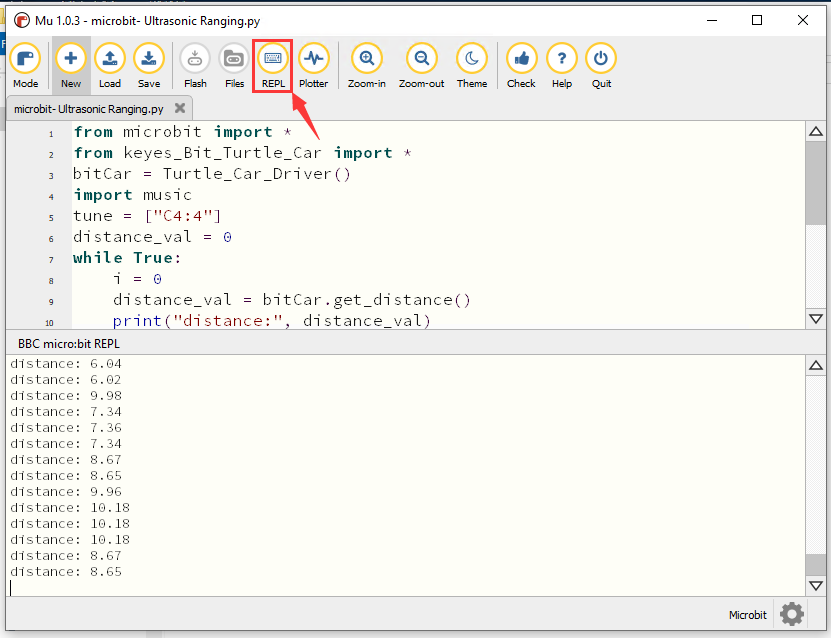 Mu 1.0.3 - microbit- Ultrasonic Ranging.py
Mode New Load Save Flash Files REPL Plotter Zoom-in Zoom-out Theme Check Help Quit
microbit- Ultrasonic Ranging.py
1 from microbit import *
2 from keyes_Bit_Turtle_Car import *
3 bitCar = Turtle_Car_Driver()
4 import music
5 tune = ["C4:4"]
6 distance_val = 0
7 while True:
8 i = 0
9 distance_val = bitCar.get_distance()
10 print("distance:", distance_val)
BBC micro:bit REPL
distance: 6.04
distance: 6.02
distance: 9.98
distance: 7.34
distance: 7.36
distance: 7.34
distance: 8.67
distance: 8.65
distance: 9.96
distance: 10.18
distance: 10.18
distance: 10.18
distance: 8.67
distance: 8.65
Microbit